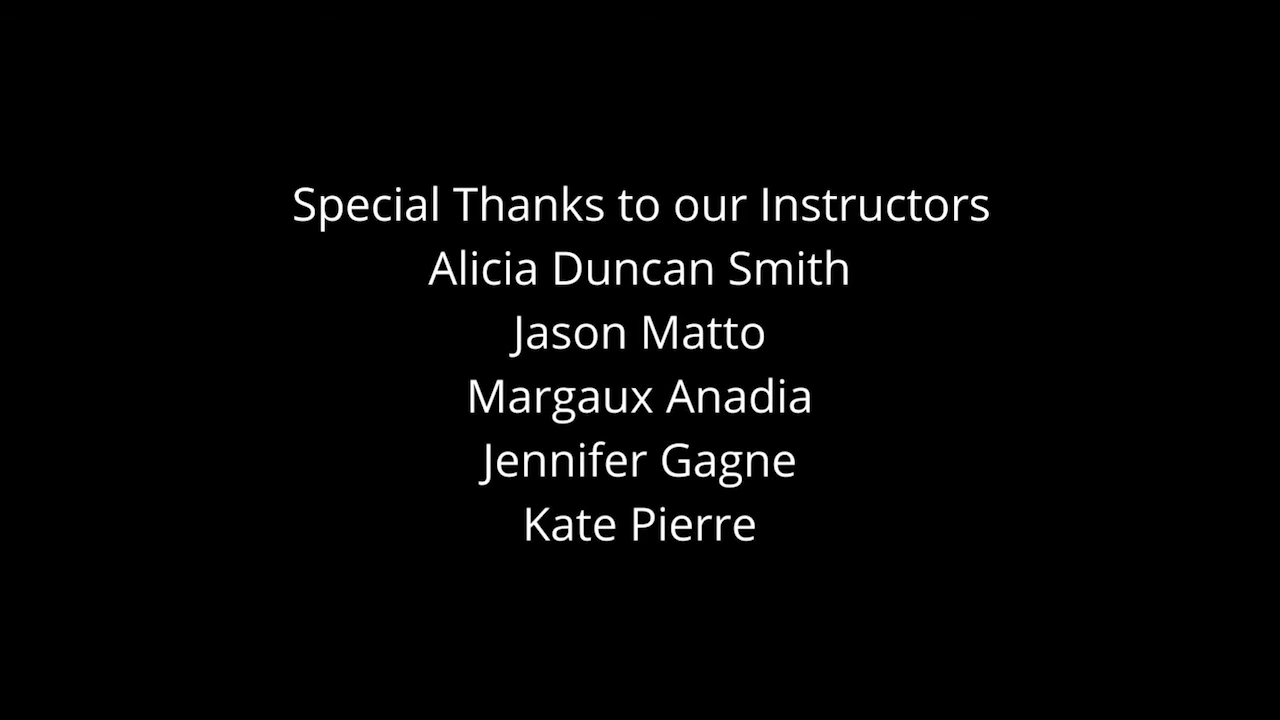 Special Thanks to our Instructors
Alicia Duncan Smith
Jason Matto
Margaux Anadia
Jennifer Gagne
Kate Pierre